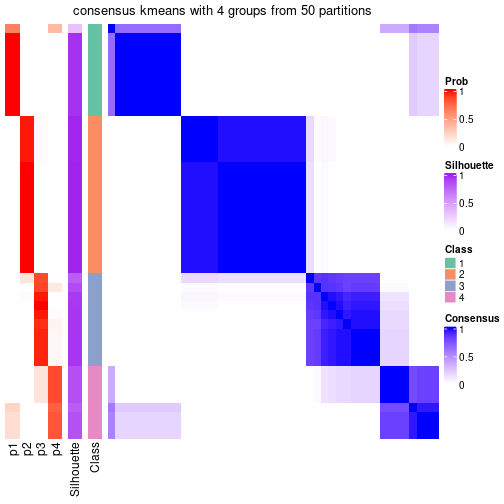 consensus kmeans with 4 groups from 50 partitions
Prob
1
0.5
0
Silhouette
1
0.5
0
Class
1
2
3
4
Consensus
1
0.5
0
p1
p2
p3
p4
Silhouette
Class